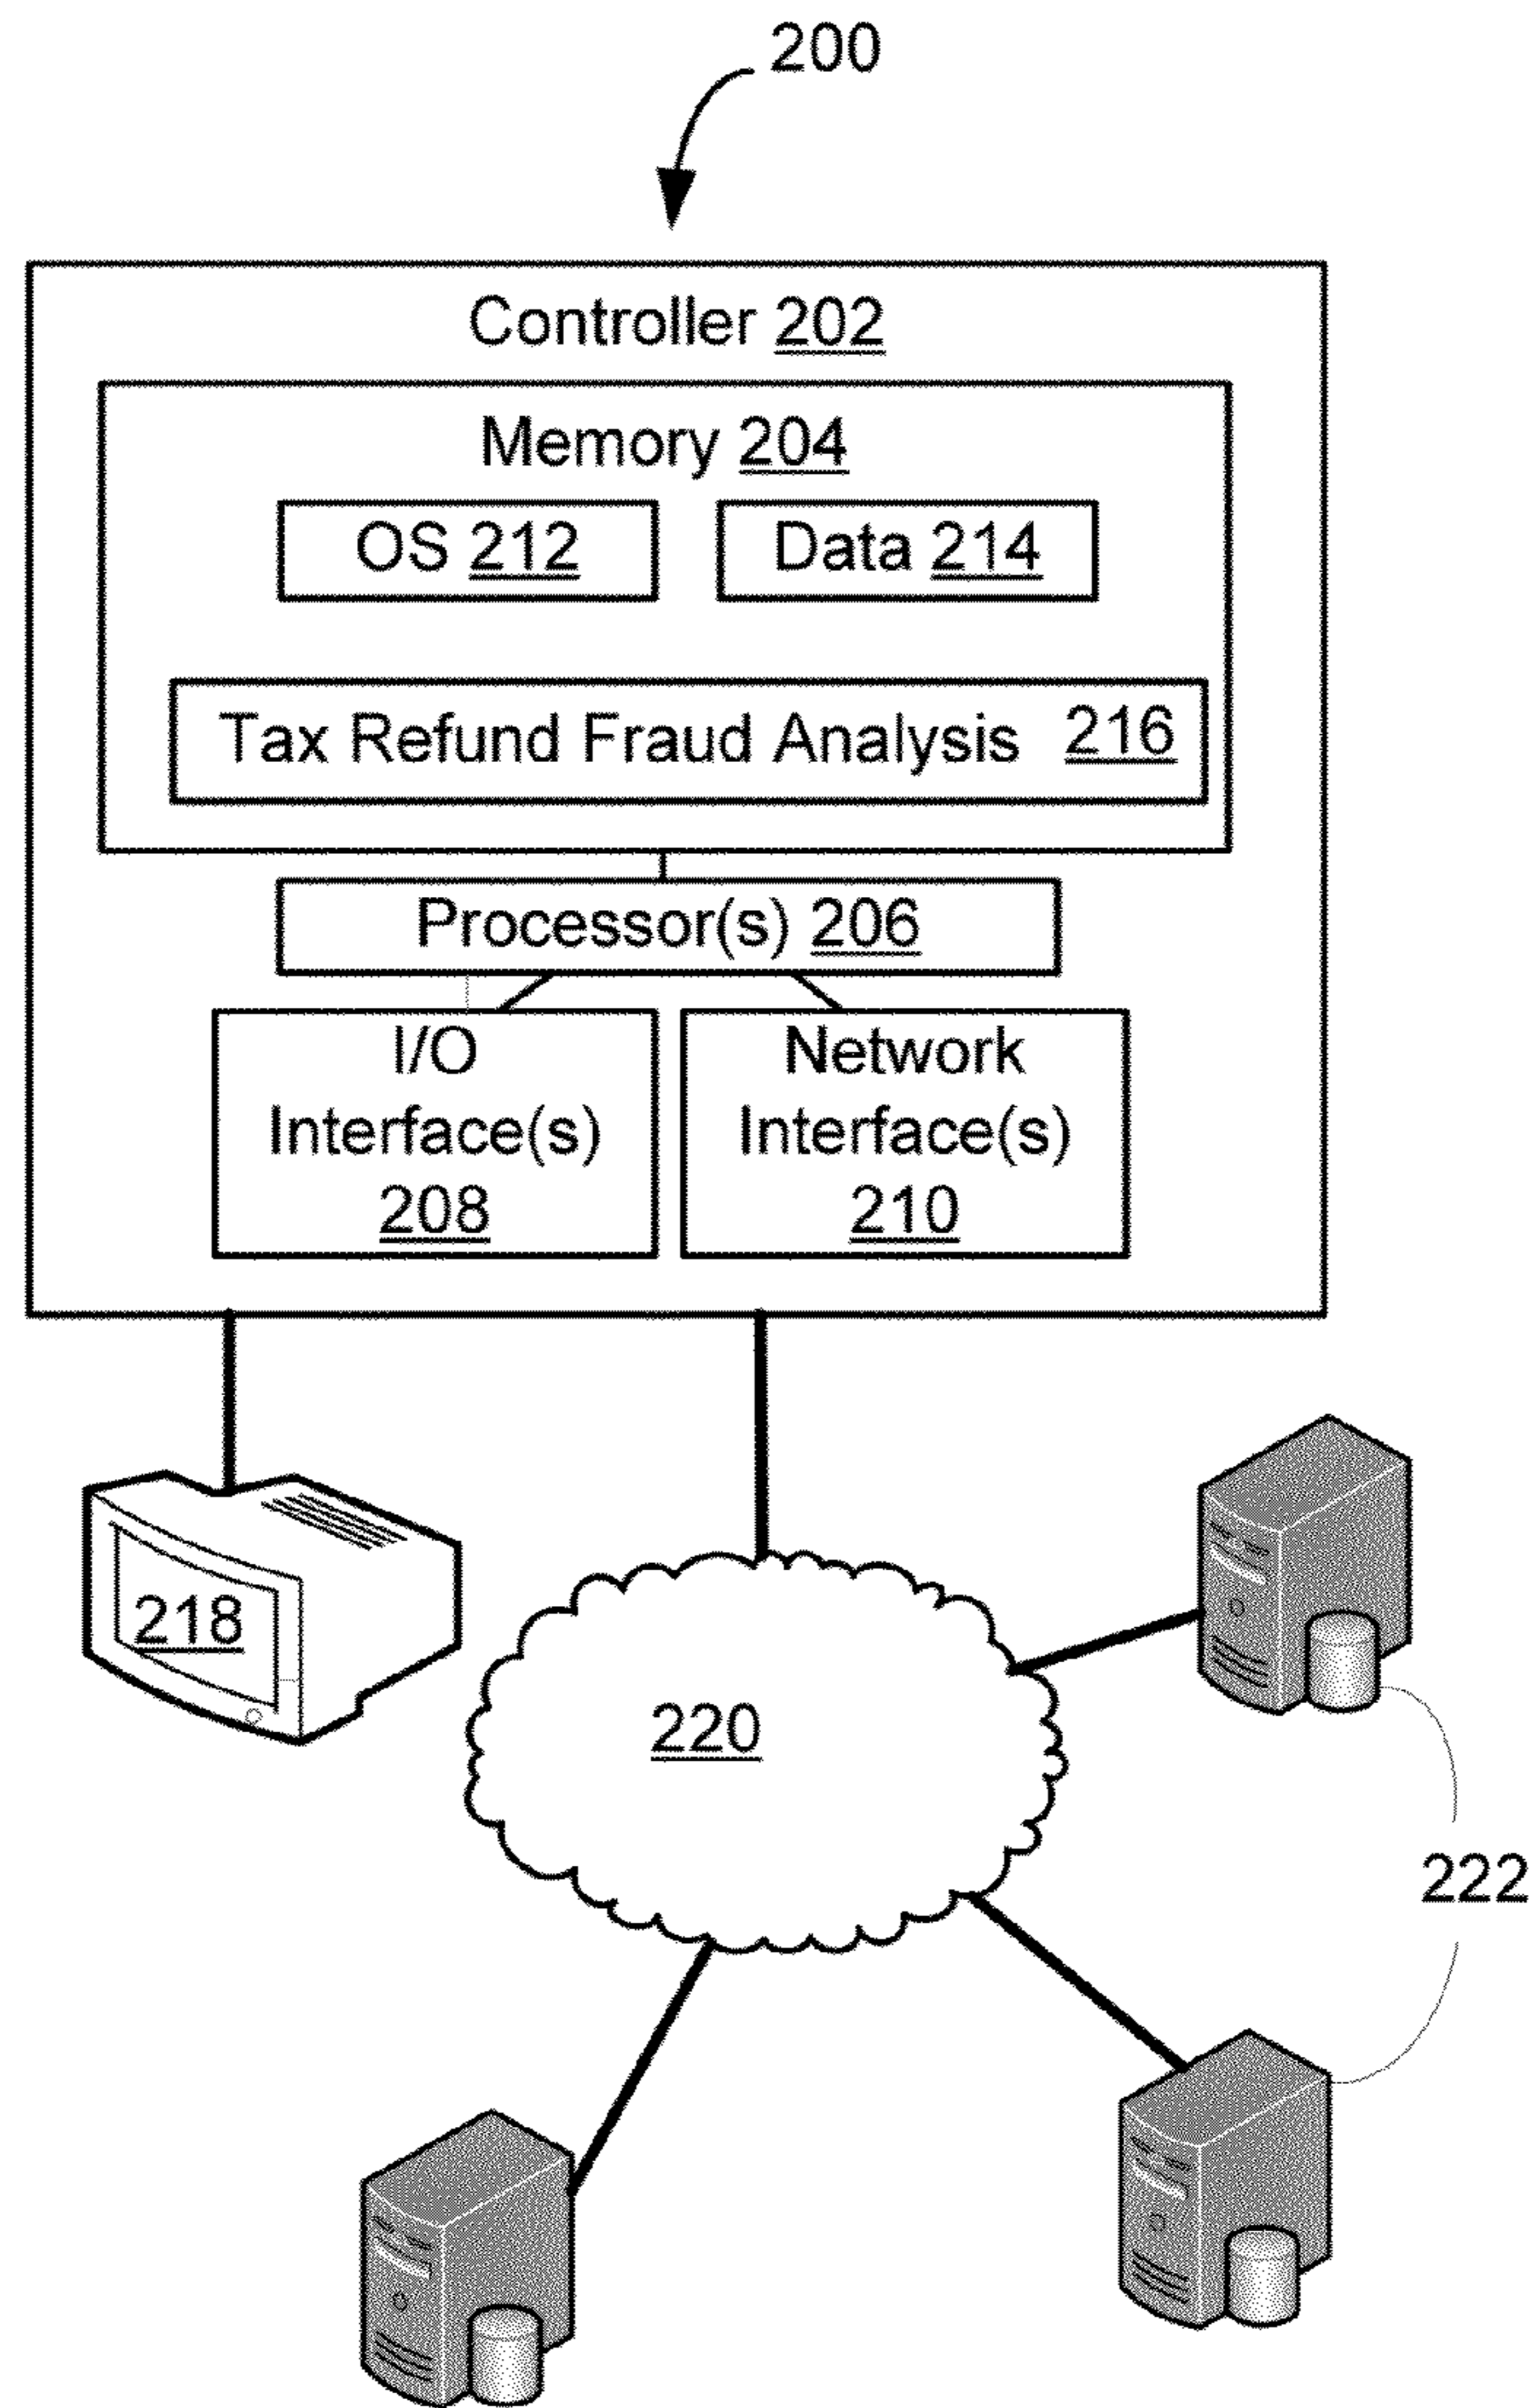 200
Controller 202
Memory 204
OS 212
Data 214
Tax Refund Fraud Analysis 216
Processor(s) 206
I/O
Interface(s)
208
Network
Interface(s)
210
218
220
222